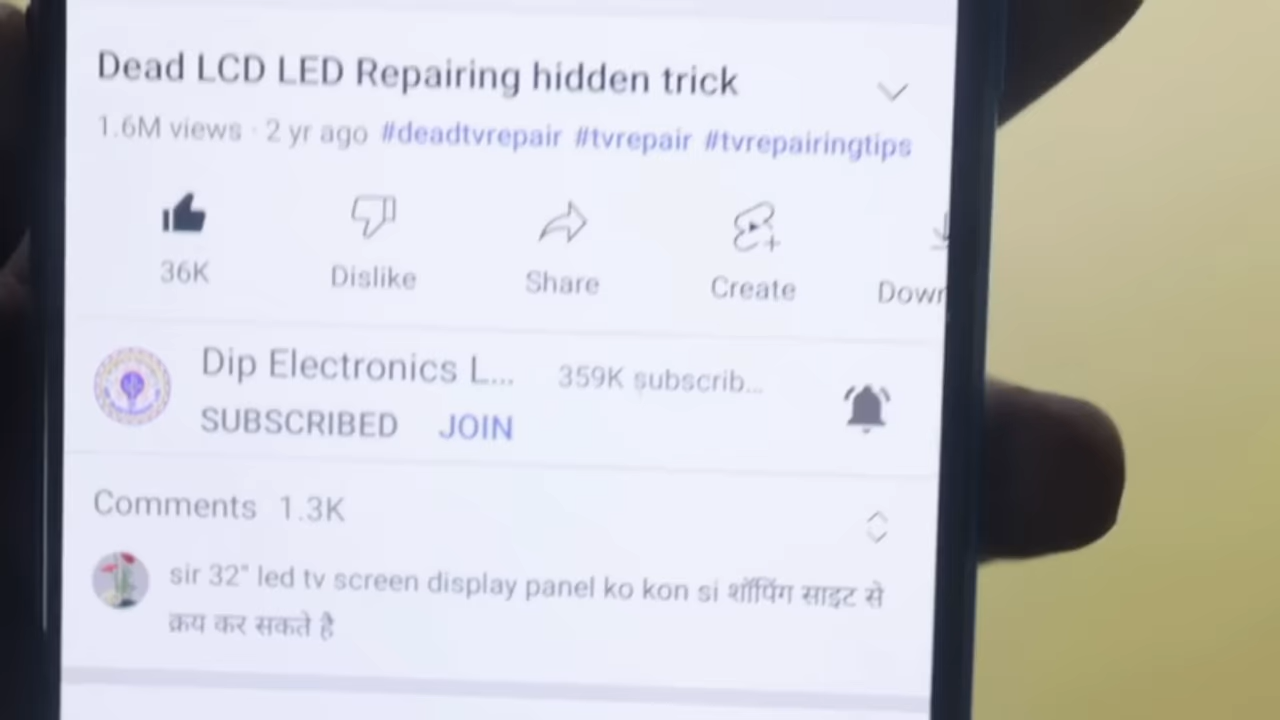 Dead LCD LED Repairing hidden trick
1.6M views · 2 yr ago #deadtvrepair #tvrepair #tvrepairingtips
36K Dislike Share Create Down
Dip Electronics L... 359K subscrib...
SUBSCRIBED JOIN
Comments 1.3K
sir 32" led tv screen display panel ko kon si शॉपिंग साइट से
क्रय कर सकते है